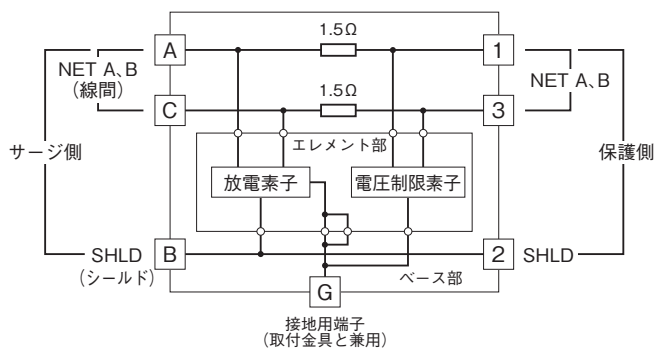 1.5Ω
A
1
NET A、B
(線間)
NET A、B
1.5Ω
C
3
エレメント部
サージ側
保護側
放電素子
電圧制限素子
SHLD
(シールド)
B
2
SHLD
ベース部
G
接地用端子
(取付金具と兼用)